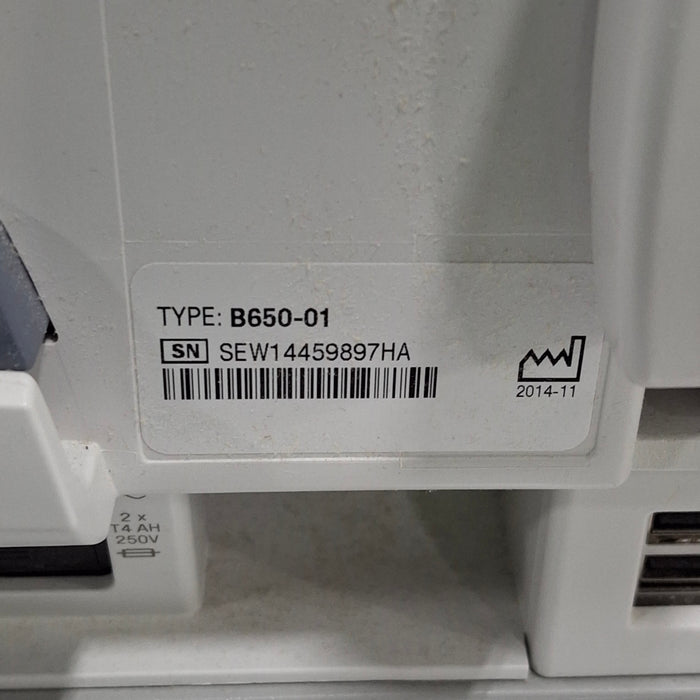 TYPE: B650-01
SN SEW14459897HA
2014-11
2 x
T4 AH
250V